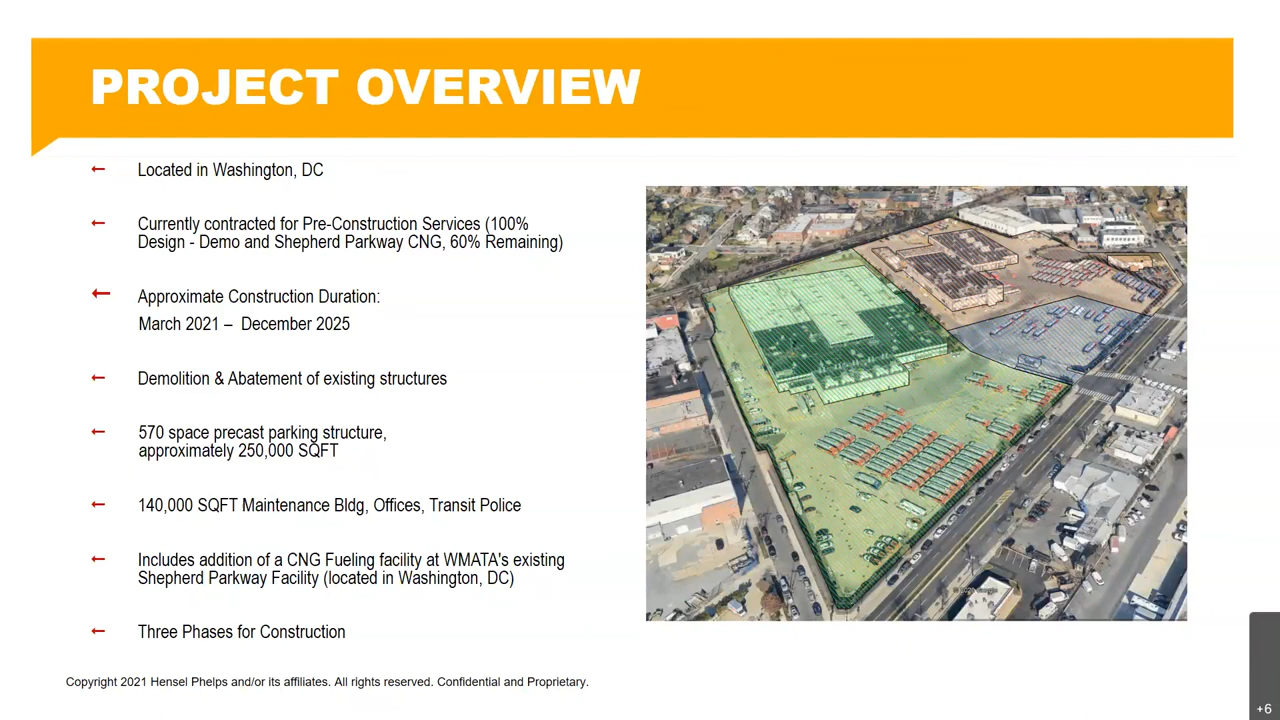 PROJECT OVERVIEW
Located in Washington, DC
Currently contracted for Pre-Construction Services (100%
Design - Demo and Shepherd Parkway CNG, 60% Remaining)
Approximate Construction Duration:
March 2021 – December 2025
Demolition & Abatement of existing structures
570 space precast parking structure,
approximately 250,000 SQFT
140,000 SQFT Maintenance Bldg, Offices, Transit Police
Includes addition of a CNG Fueling facility at WMATA's existing
Shepherd Parkway Facility (located in Washington, DC)
Three Phases for Construction
Copyright 2021 Hensel Phelps and/or its affiliates. All rights reserved. Confidential and Proprietary.
+6